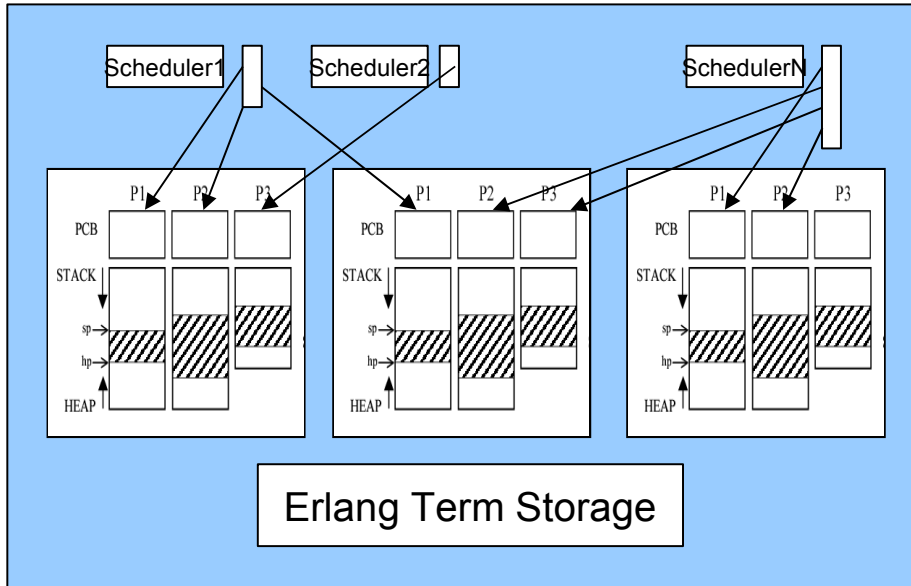 Scheduler1 Scheduler2 SchedulerN
P1 P2 P3 P1 P2 P3 P1 P2 P3
PCB PCB PCB
STACK STACK STACK
sp sp sp
hp hp hp
HEAP HEAP HEAP
Erlang Term Storage